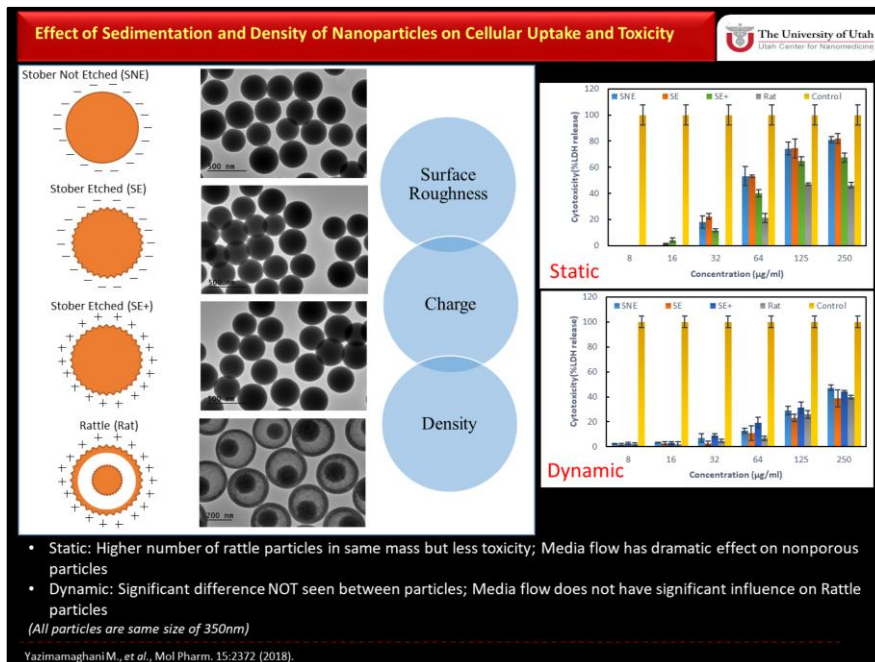 Effect of Sedimentation and Density of Nanoparticles on Cellular Uptake and Toxicity
The University of Utah
Utah Center for Nanomedicine
Stober Not Etched (SNE)
500 nm
Stober Etched (SE)
500 nm
Stober Etched (SE+)
500 nm
Rattle (Rat)
200 nm
Surface
Roughness
Charge
Density
SNE SE SE+ Rat Control
Cytotoxicity(%LDH release)
120
100
80
60
40
20
0
8 16 32 64 125 250
Concentration (µg/ml)
Static
SNE SE SE+ Rat Control
Cytotoxicity(%LDH release)
120
100
80
60
40
20
0
8 16 32 64 125 250
Concentration (µg/ml)
Dynamic
• Static: Higher number of rattle particles in same mass but less toxicity; Media flow has dramatic effect on nonporous
particles
• Dynamic: Significant difference NOT seen between particles; Media flow does not have significant influence on Rattle
particles
(All particles are same size of 350nm)
Yazimamaghani M., et al., Mol Pharm. 15:2372 (2018).